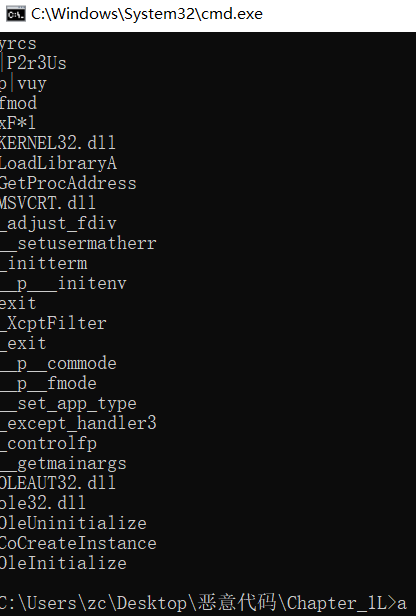 C:\Windows\System32\cmd.exe
yrcs
|P2r3Us
p|vuy
fmod
xF*l
KERNEL32.dll
LoadLibraryA
GetProcAddress
MSVCRT.dll
_adjust_fdiv
__setusermatherr
_initterm
__p___initenv
exit
_XcptFilter
_exit
__p__commode
__p__fmode
__set_app_type
_except_handler3
_controlfp
__getmainargs
OLEAUT32.dll
ole32.dll
OleUninitialize
CoCreateInstance
OleInitialize
C:\Users\zc\Desktop\恶意代码\Chapter_1L>a